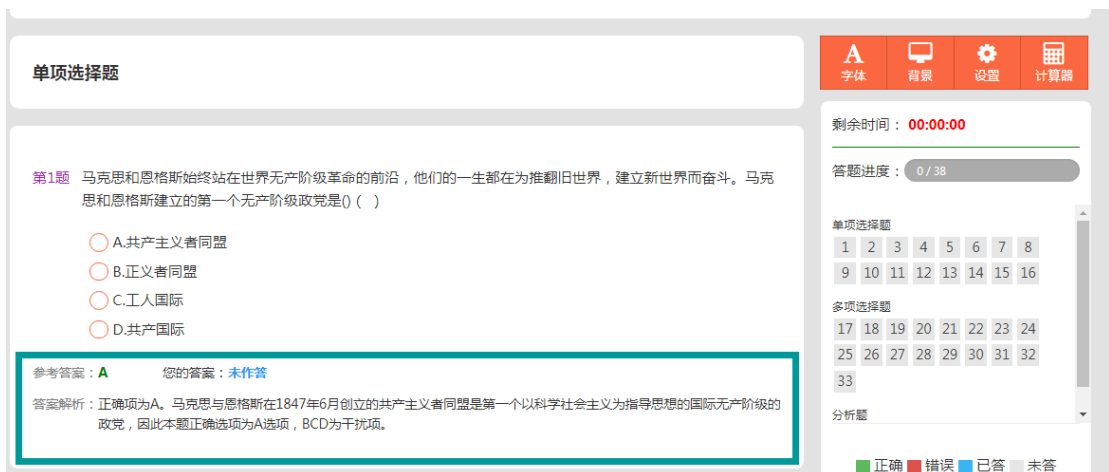 单项选择题
第1题 马克思和恩格斯始终站在世界无产阶级革命的前沿，他们的一生都在为推翻旧世界，建立新世界而奋斗。马克
思和恩格斯建立的第一个无产阶级政党是() (   )
A.共产主义者同盟
B.正义者同盟
C.工人国际
D.共产国际
参考答案：A 您的答案：未作答
答案解析：正确项为A。马克思与恩格斯在1847年6月创立的共产主义者同盟是第一个以科学社会主义为指导思想的国际无产阶级的
政党，因此本题正确选项为A选项，BCD为干扰项。
A
字体 背景 设置 计算器
剩余时间： 00:00:00
答题进度： 0 / 38
单项选择题
1 2 3 4 5 6 7 8
9 10 11 12 13 14 15 16
多项选择题
17 18 19 20 21 22 23 24
25 26 27 28 29 30 31 32
33
分析题
正确 错误 已答 未答